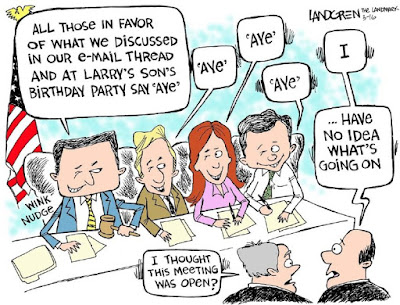 ALL THOSE IN FAVOR
OF WHAT WE DISCUSSED
IN OUR E-MAIL THREAD
AND AT LARRY'S SON'S
BIRTHDAY PARTY SAY 'AYE'
'AYE'
'AYE'
'AYE'
LANDGREN
THE LANDMARK
3-16
I
... HAVE
NO IDEA
WHAT'S
GOING ON
WINK
NUDGE
I THOUGHT
THIS MEETING
WAS OPEN?